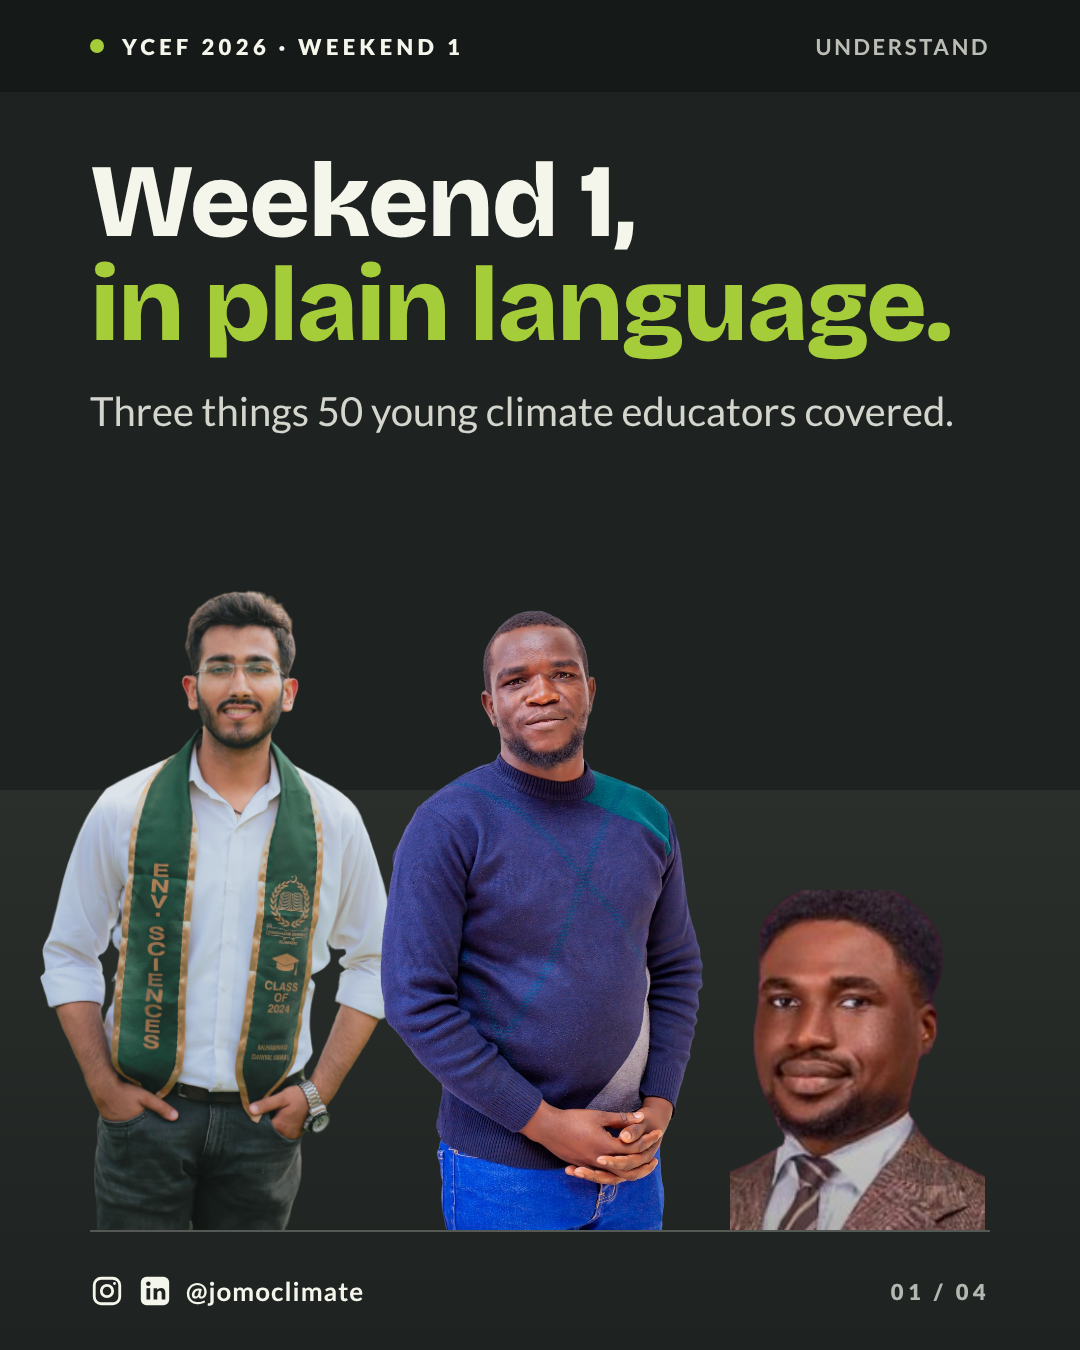 YCEF 2026 · WEEKEND 1
UNDERSTAND
Weekend 1,
in plain language.
Three things 50 young climate educators covered.
ENV. SCIENCES
CLASS
OF
2024
@jomoclimate
01 / 04